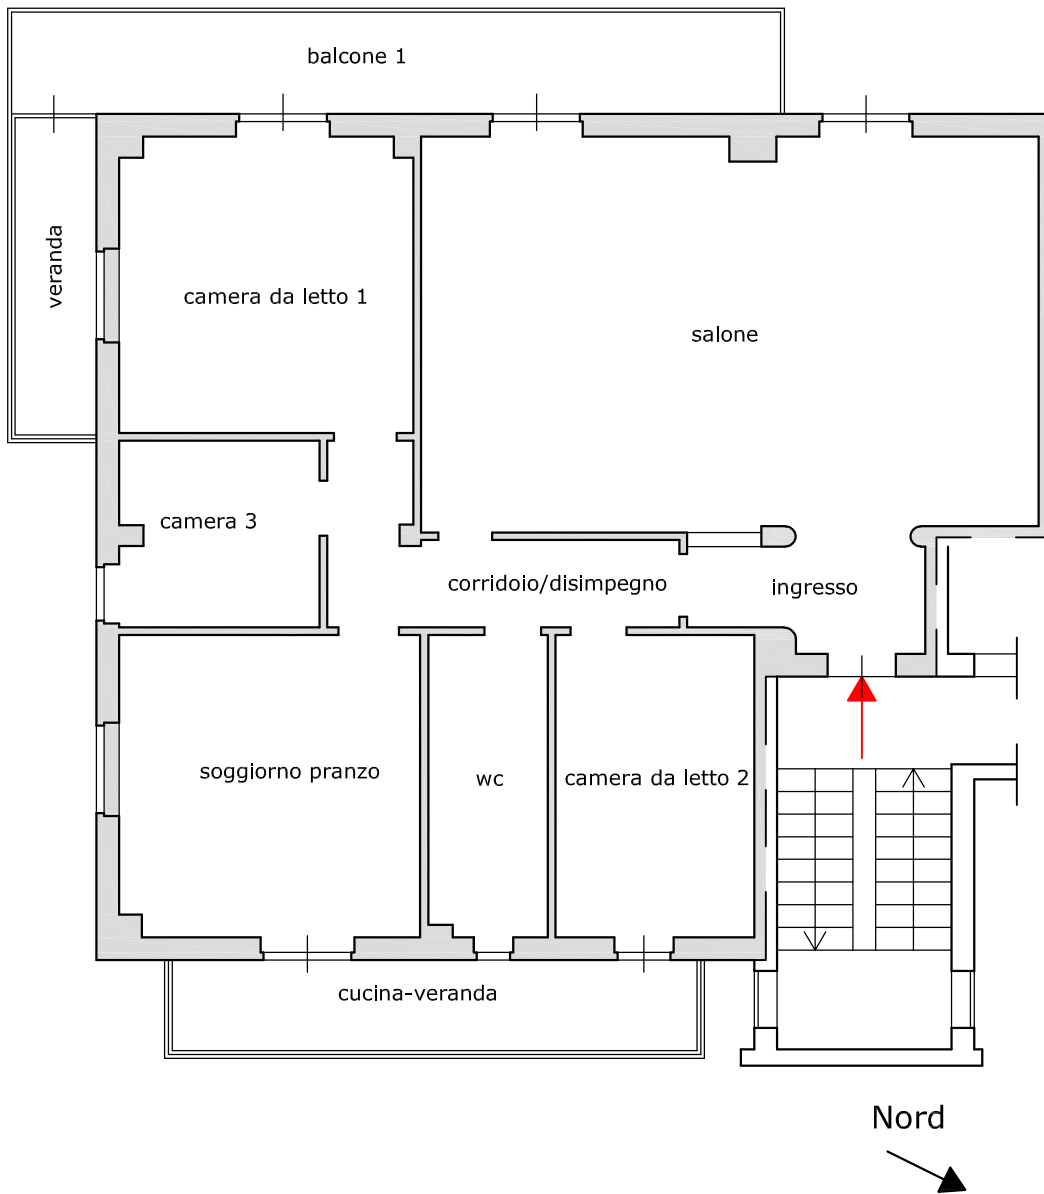 balcone 1
veranda
camera da letto 1
salone
camera 3
corridoio/disimpegno
ingresso
soggiorno pranzo
wc
camera da letto 2
cucina-veranda
Nord